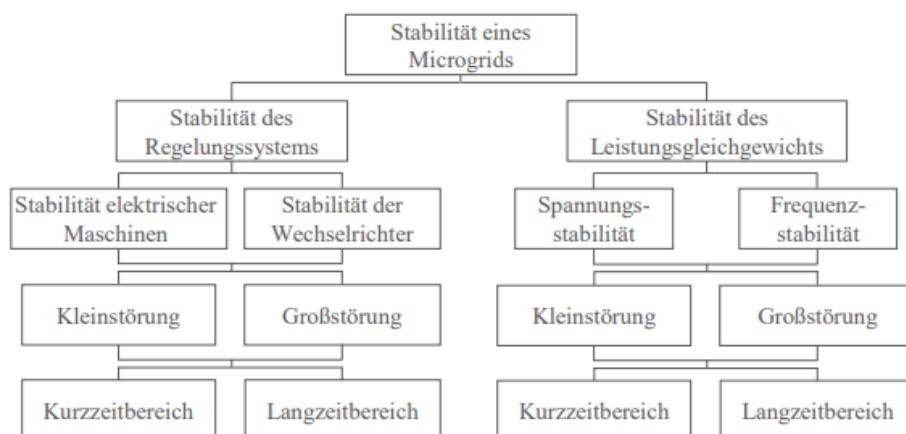 Stabilität eines
Microgrids
Stabilität des
Regelungssystems
Stabilität des
Leistungsgleichgewichts
Stabilität elektrischer
Maschinen
Stabilität der
Wechselrichter
Spannungs-
stabilität
Frequenz-
stabilität
Kleinstörung
Großstörung
Kleinstörung
Großstörung
Kurzzeitbereich
Langzeitbereich
Kurzzeitbereich
Langzeitbereich